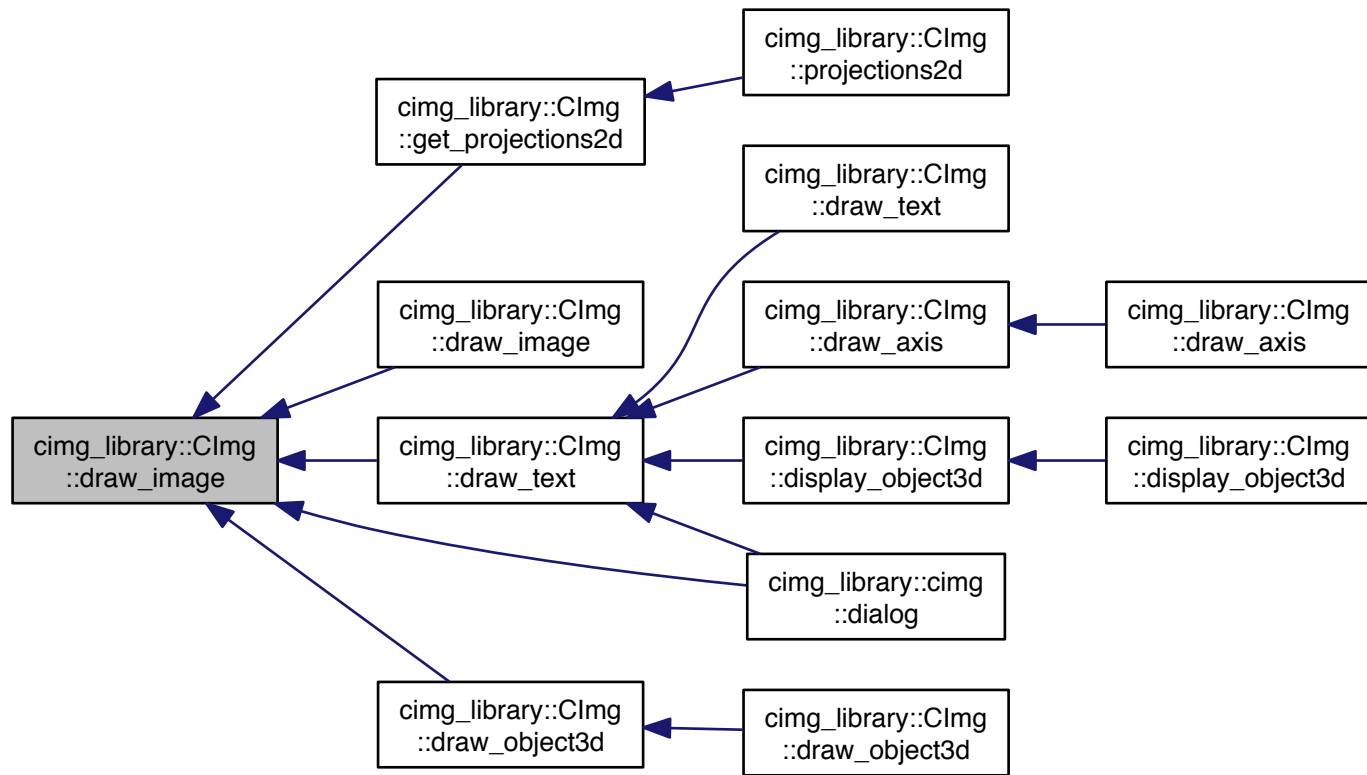 cimg_library::CImg
::projections2d
cimg_library::CImg
::get_projections2d
cimg_library::CImg
::draw_text
cimg_library::CImg
::draw_image
cimg_library::CImg
::draw_axis
cimg_library::CImg
::draw_axis
cimg_library::CImg
::draw_image
cimg_library::CImg
::draw_text
cimg_library::CImg
::display_object3d
cimg_library::CImg
::display_object3d
cimg_library::cimg
::dialog
cimg_library::CImg
::draw_object3d
cimg_library::CImg
::draw_object3d